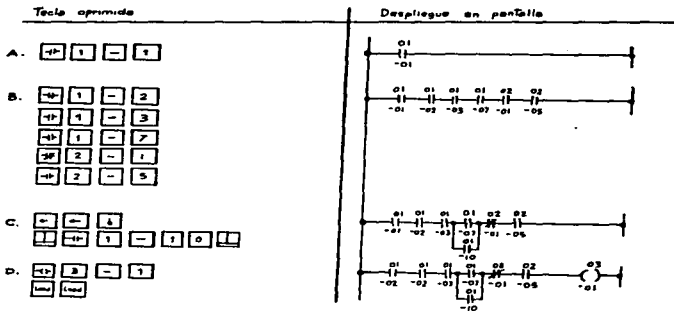 Tecla oprimida
Despliegue en pantalla
A. 1 - 1
01
-01
B. 1 - 2
1 - 3
1 - 7
2 - 1
2 - 5
01 01 01 01 02 02
-01 -02 -03 -07 -01 -05
C. ← ←
1 - 1 0
01 01 01 01 02 02
-01 -02 -03 -07 -01 -05
01
-10
D. 3 - 1
01 01 01 01 02 02 03
-02 -02 -03 -07 -01 -05 -01
01
-10